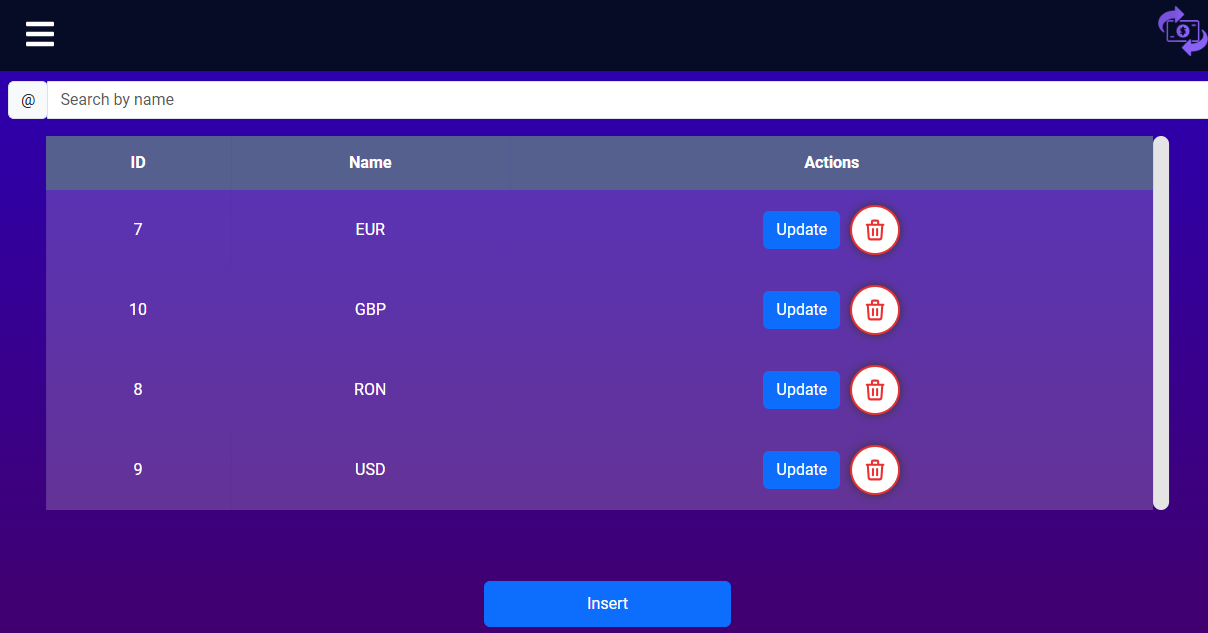 @ Search by name
ID Name Actions
7 EUR Update
10 GBP Update
8 RON Update
9 USD Update
Insert